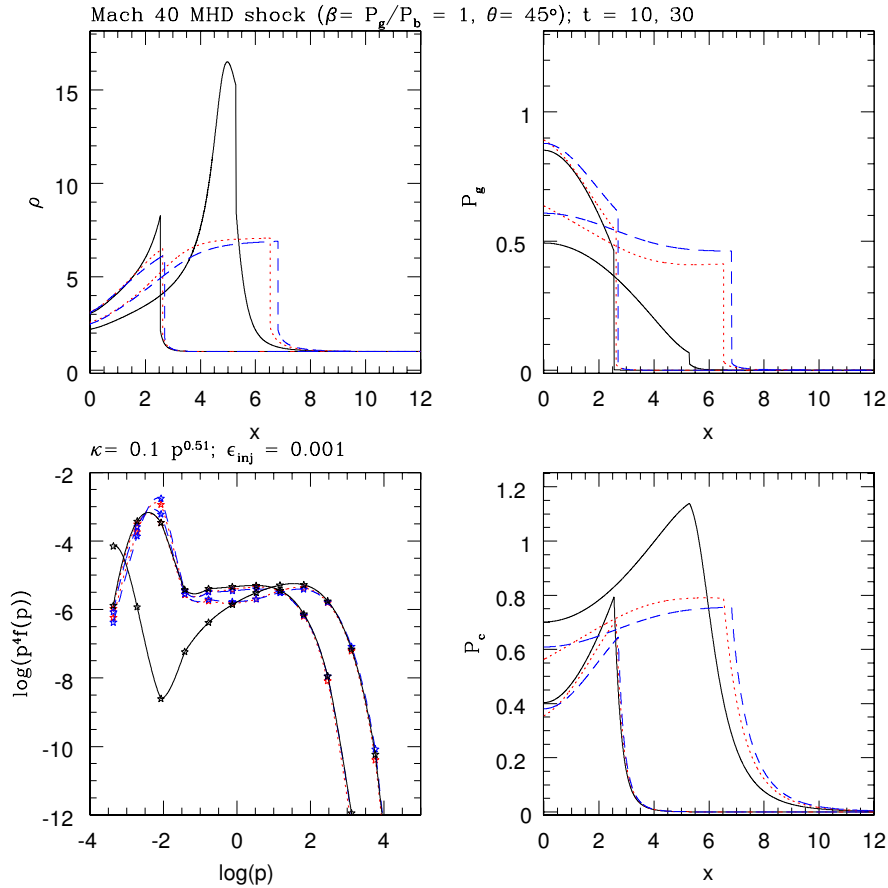 Mach 40 MHD shock (β= P_g/P_b = 1, θ= 45°); t = 10, 30
15
10
5
0
ρ
0 2 4 6 8 10 12
x
1
0.5
0
P_g
0 2 4 6 8 10 12
x
κ= 0.1 p^0.51; ε_inj = 0.001
-2
-4
-6
-8
-10
-12
log(p⁴f(p))
-4 -2 0 2 4
log(p)
1.2
1
0.8
0.6
0.4
0.2
0
P_c
0 2 4 6 8 10 12
x